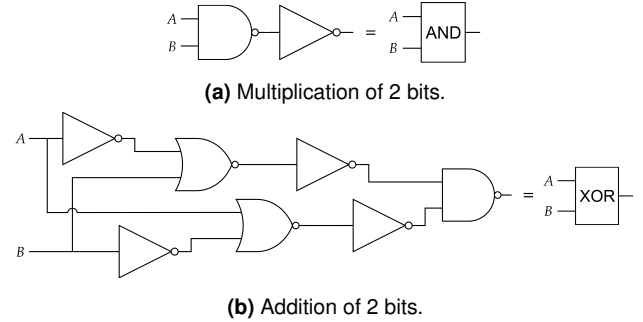 A
B
=
A
B
AND
(a) Multiplication of 2 bits.
A
B
=
A
B
XOR
(b) Addition of 2 bits.